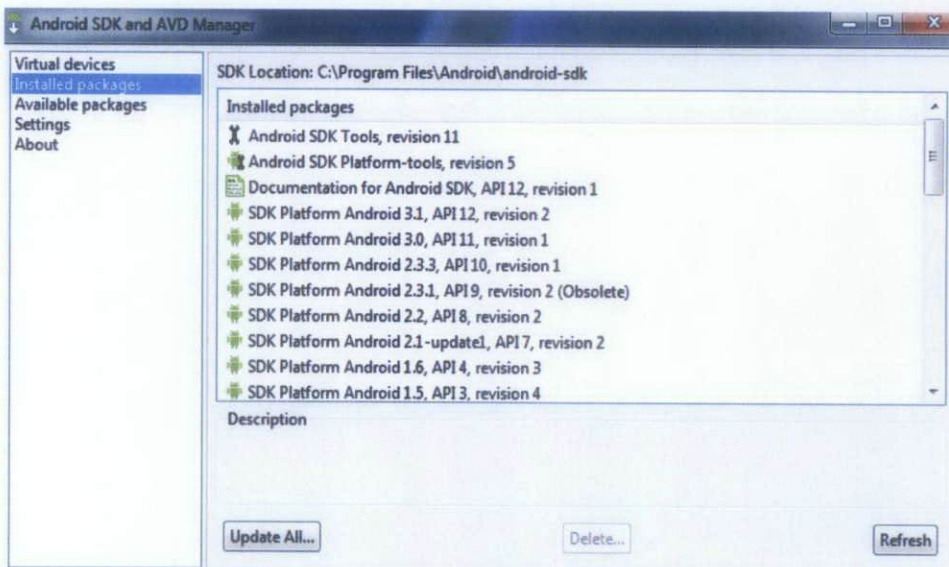 Android SDK and AVD Manager
Virtual devices
Installed packages
Available packages
Settings
About
SDK Location: C:\Program Files\Android\android-sdk
Installed packages
Android SDK Tools, revision 11
Android SDK Platform-tools, revision 5
Documentation for Android SDK, API 12, revision 1
SDK Platform Android 3.1, API 12, revision 2
SDK Platform Android 3.0, API 11, revision 1
SDK Platform Android 2.3.3, API 10, revision 1
SDK Platform Android 2.3.1, API 9, revision 2 (Obsolete)
SDK Platform Android 2.2, API 8, revision 2
SDK Platform Android 2.1-update1, API 7, revision 2
SDK Platform Android 1.6, API 4, revision 3
SDK Platform Android 1.5, API 3, revision 4
Description
Update All...
Delete...
Refresh